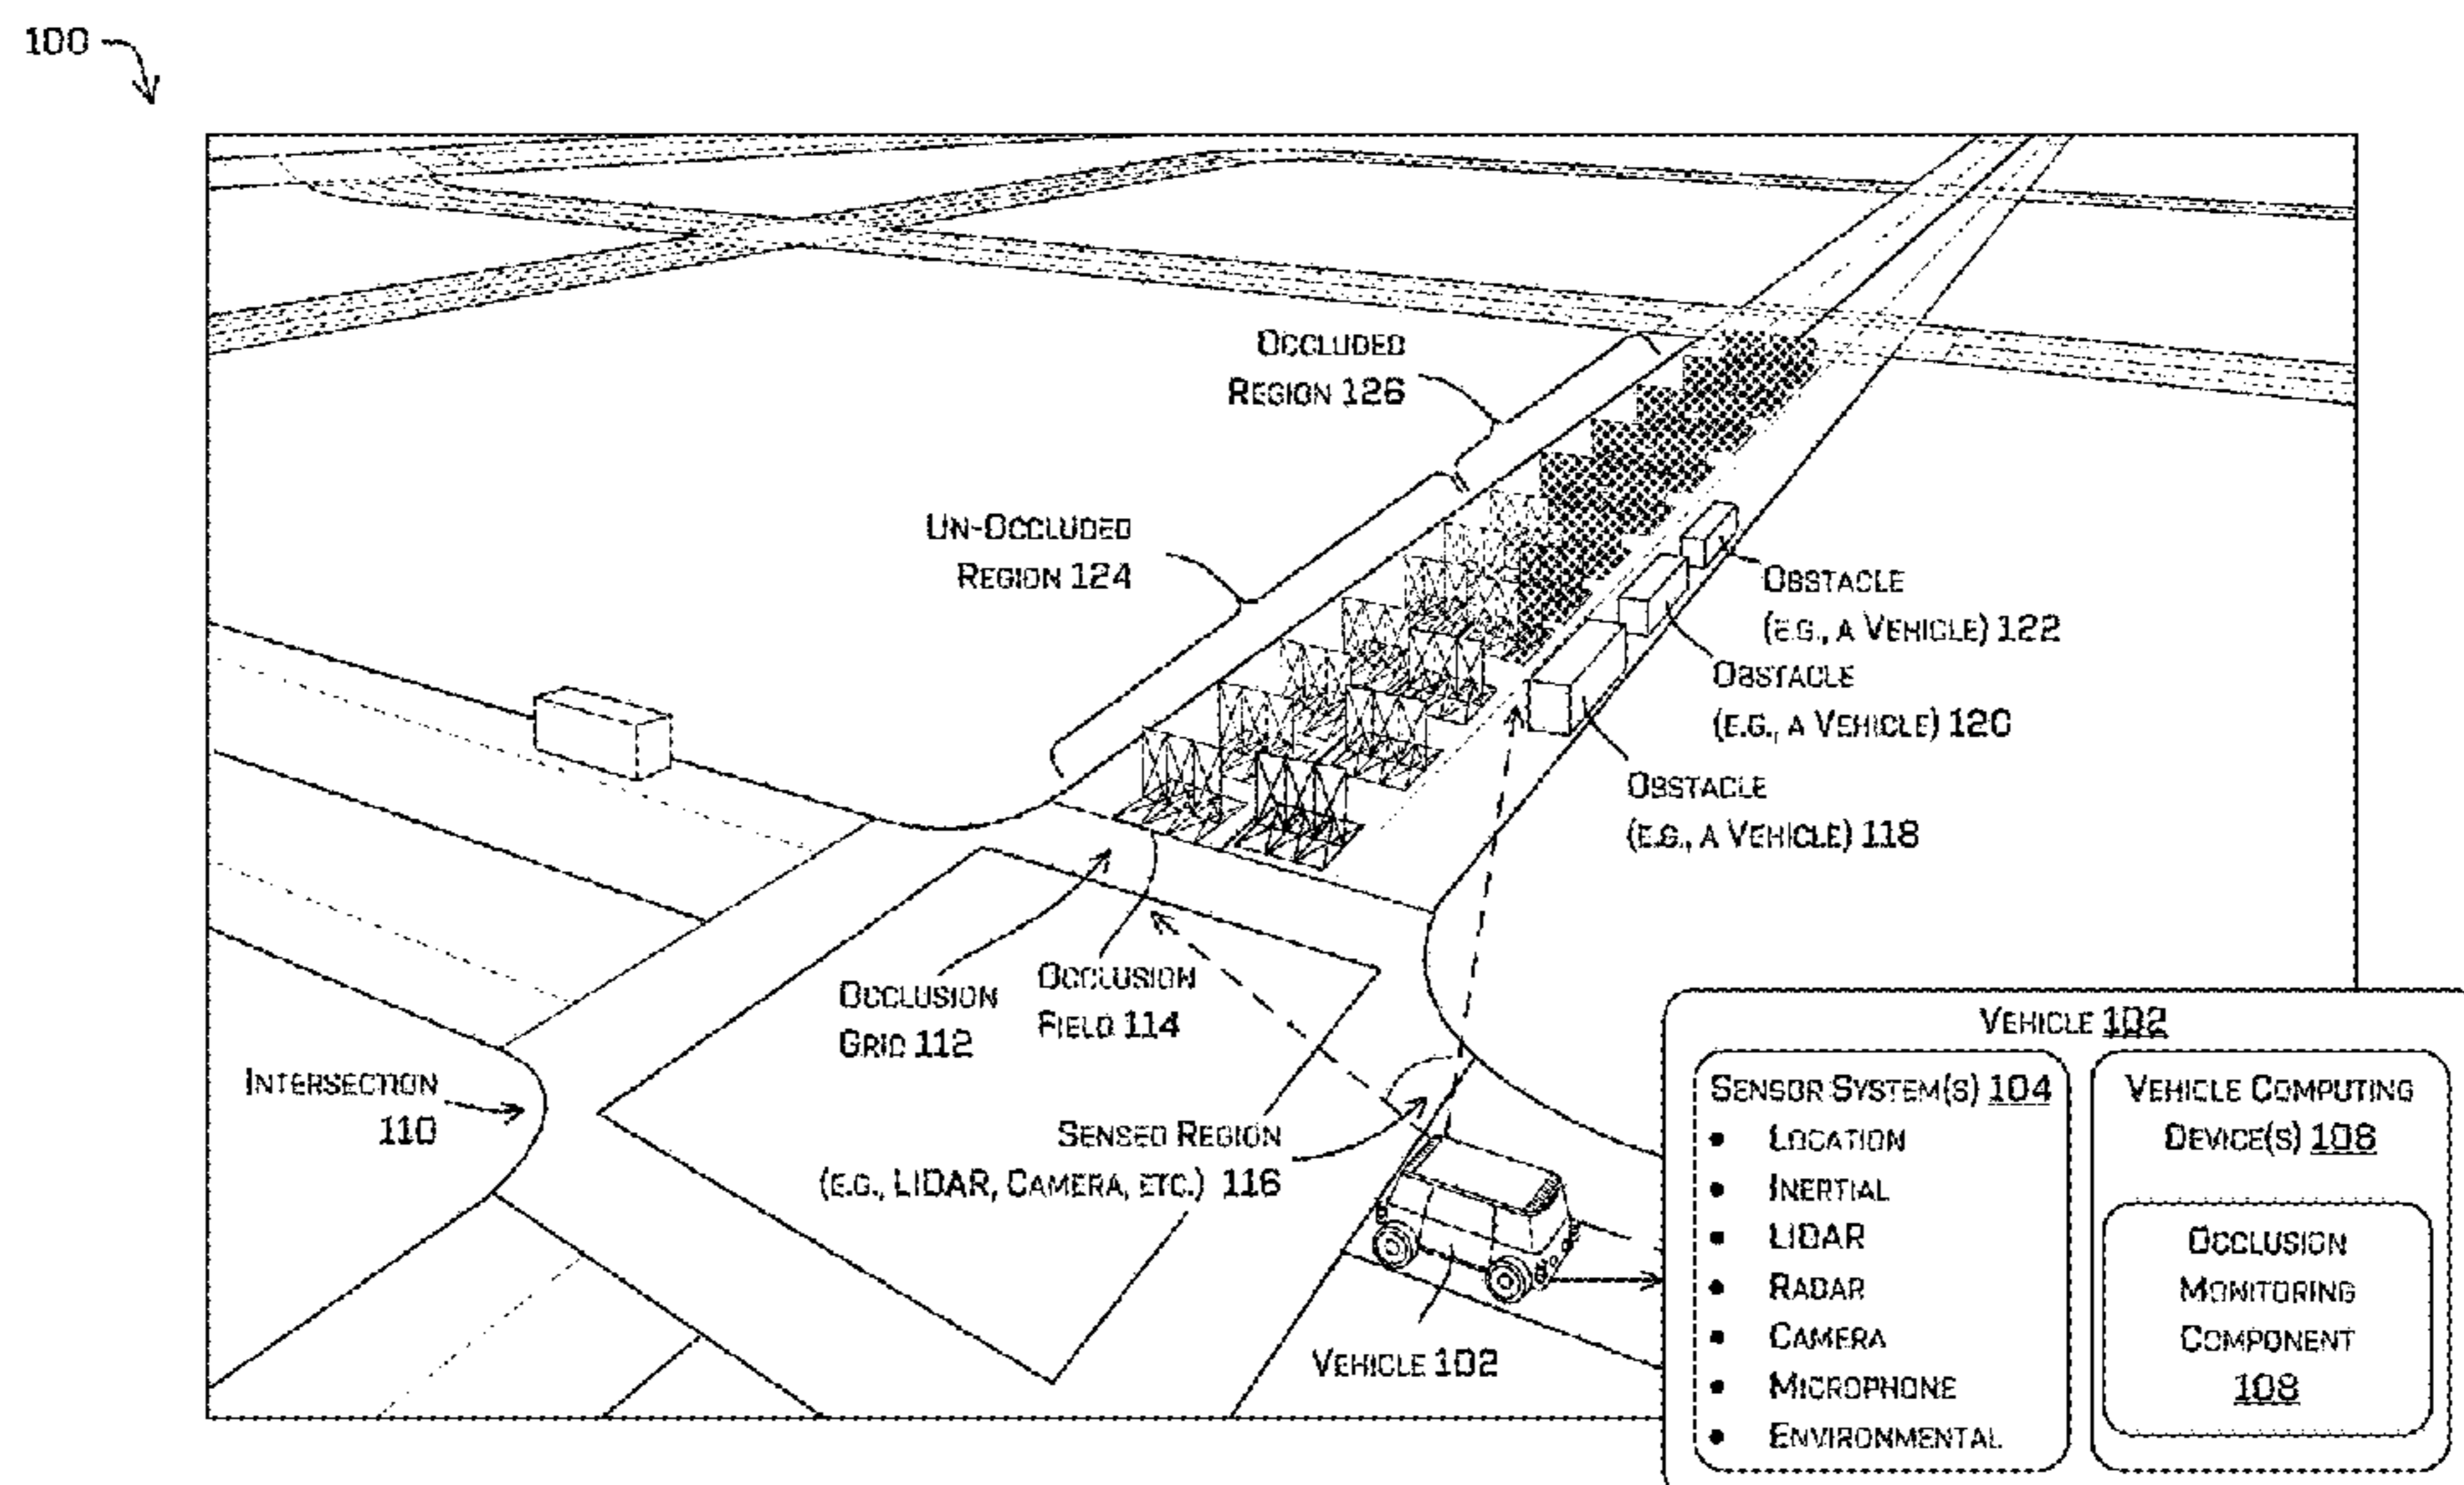 100
OCCLUDED
REGION 126
UN-OCCLUDED
REGION 124
OBSTACLE
(E.G., A VEHICLE) 122
OBSTACLE
(E.G., A VEHICLE) 120
OBSTACLE
(E.G., A VEHICLE) 118
OCCLUSION
GRID 112
OCCLUSION
FIELD 114
INTERSECTION
110
SENSED REGION
(E.G., LIDAR, CAMERA, ETC.) 116
VEHICLE 102
VEHICLE 102
SENSOR SYSTEM(S) 104
• LOCATION
• INERTIAL
• LIDAR
• RADAR
• CAMERA
• MICROPHONE
• ENVIRONMENTAL
VEHICLE COMPUTING
DEVICE(S) 108
OCCLUSION
MONITORING
COMPONENT
108